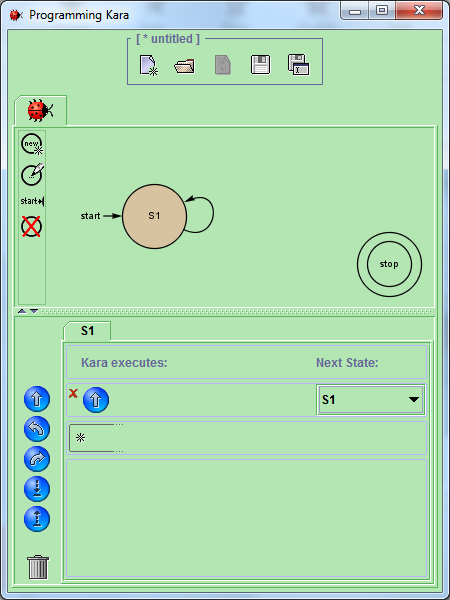 Programming Kara
[ * untitled ]
new
start
start
S1
stop
S1
Kara executes:
Next State:
x
S1